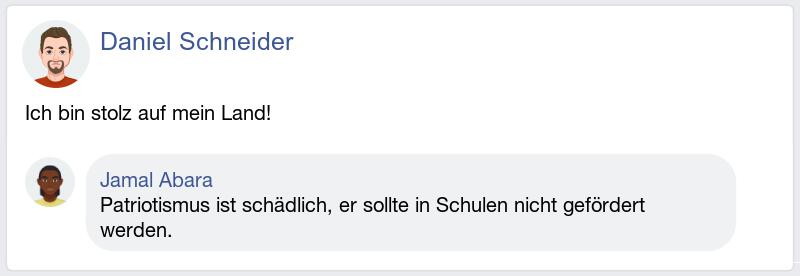 Daniel Schneider
Ich bin stolz auf mein Land!
Jamal Abara
Patriotismus ist schädlich, er sollte in Schulen nicht gefördert
werden.